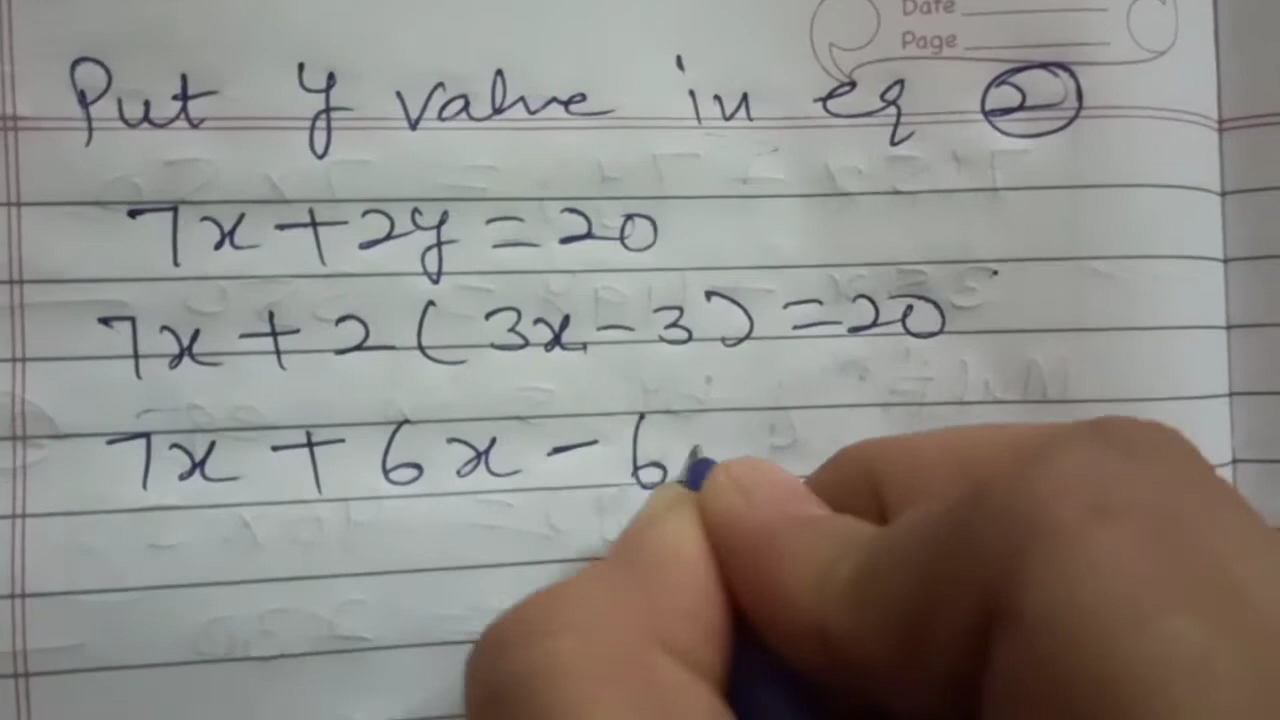 Date
Page
Put y value in eq 2
7x + 2y = 20
7x + 2 ( 3x - 3 ) = 20
7x + 6x - 6